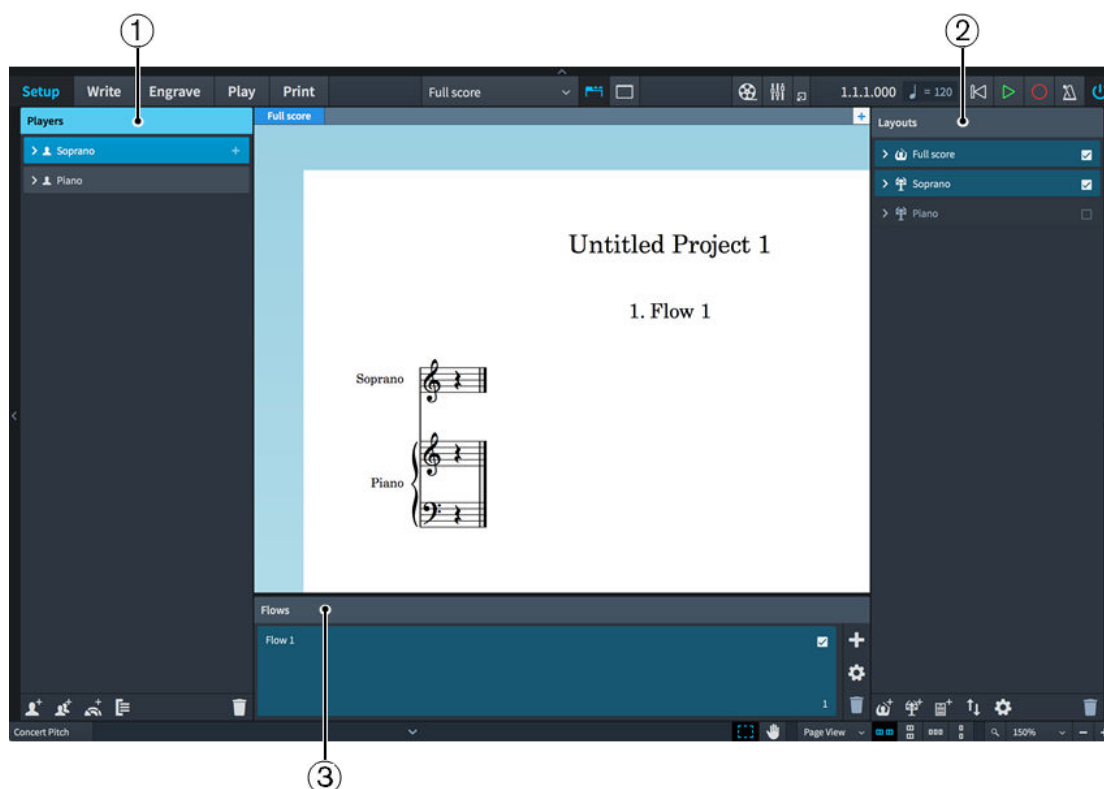 1
2
Setup Write Engrave Play Print Full score 1.1.1.000 = 120
Players
Full score
Layouts
Soprano
Piano
Full score
Soprano
Piano
Untitled Project 1
1. Flow 1
Soprano
Piano
Flows
Flow 1
1
Concert Pitch
Page View
150%
3